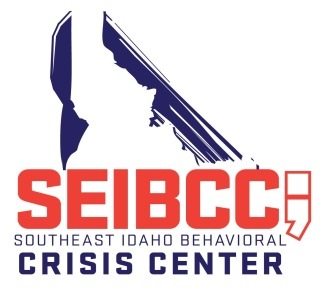 SEIBCC;
SOUTHEAST IDAHO BEHAVIORAL
CRISIS CENTER